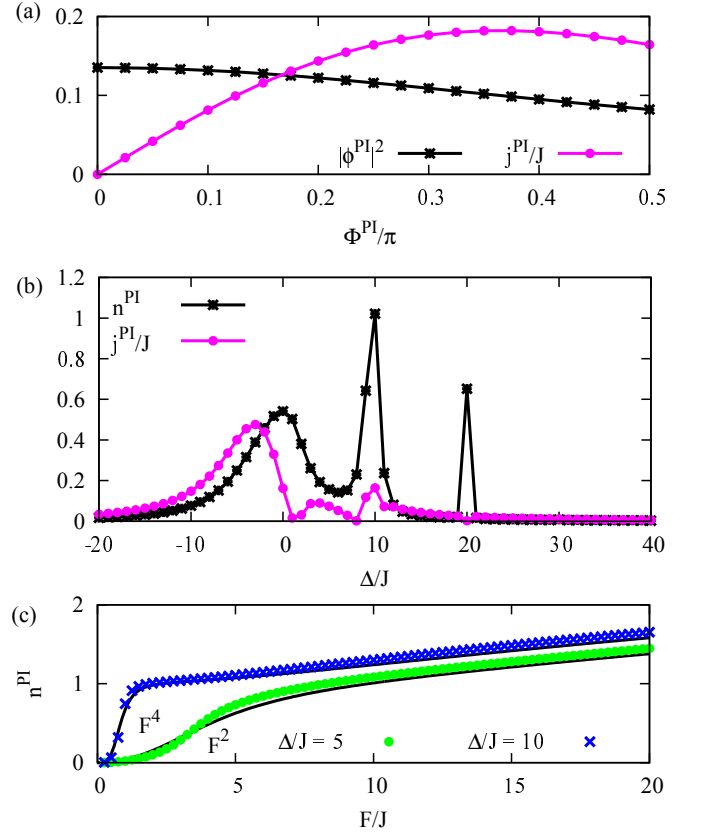 (a)
0.2
0.1
0
|ϕ^PI|^2
j^PI/J
0 0.1 0.2 0.3 0.4 0.5
Φ^PI/π
(b)
1.2
n^PI
1
j^PI/J
0.8
0.6
0.4
0.2
0
-20 -10 0 10 20 30 40
Δ/J
(c)
2
n^PI
1
F^4
F^2
Δ/J = 5
Δ/J = 10
0
0 5 10 15 20
F/J